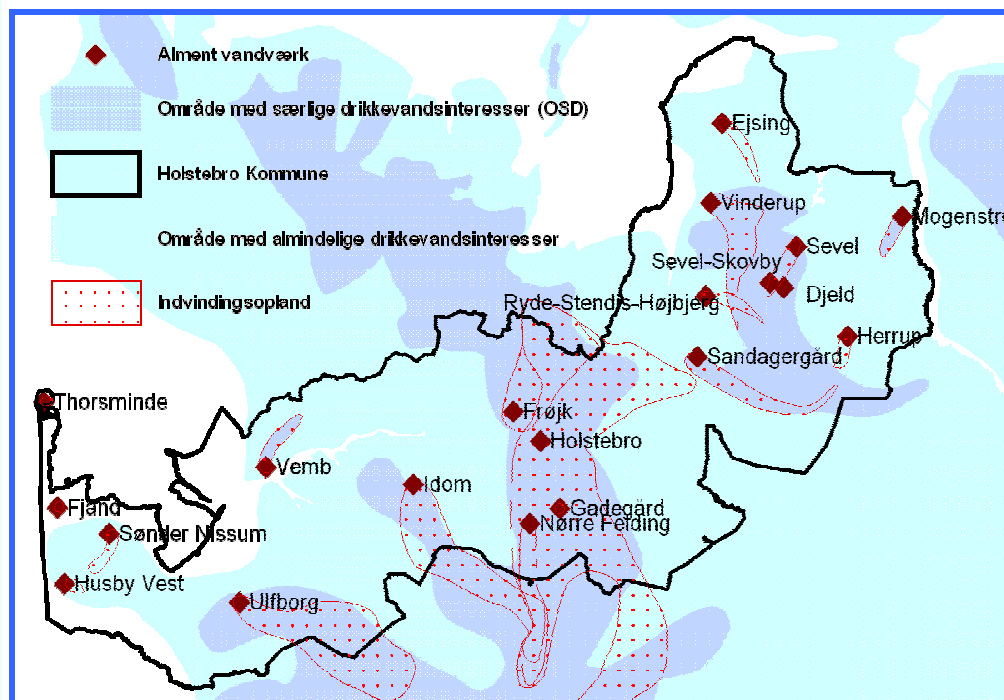 Alment vandværk
Område med særlige drikkevandsinteresser (OSD)
Holstebro Kommune
Område med almindelige drikkevandsinteresser
Indvindingsopland
Ejsing
Vinderup
Mogenstr
Sevel
Sevel-Skovby
Djeld
Ryde-Stendis-Højbjerg
Herrup
Sandagergård
Thorsminde
Frøjk
Holstebro
Vemb
Idom
Fjand
Gadegård
Nørre Felding
Sønder Nissum
Husby Vest
Ulfborg